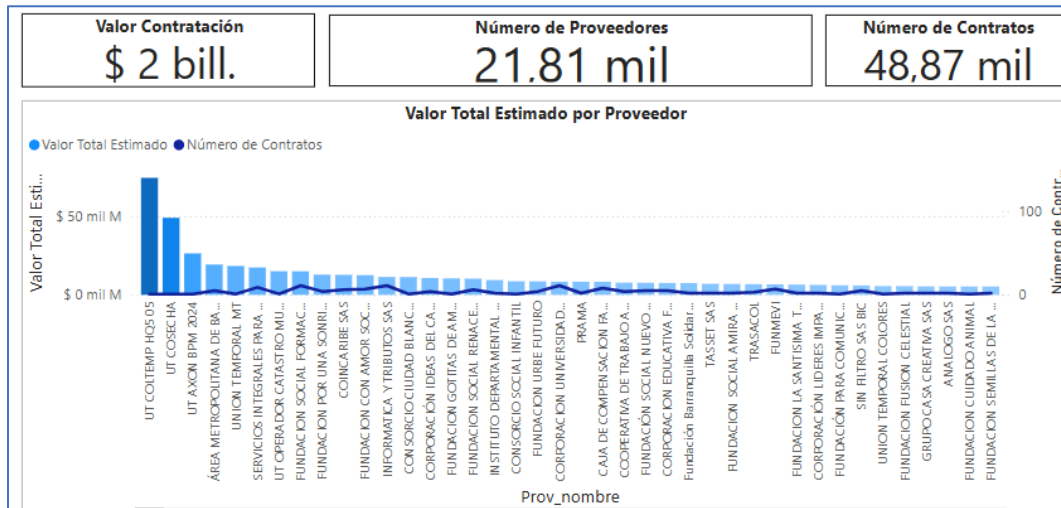 Valor Contratación
$ 2 bill.
Número de Proveedores
21,81 mil
Número de Contratos
48,87 mil
Valor Total Estimado por Proveedor
Valor Total Estimado
Número de Contratos
Valor Total Esti...
$ 50 mil M
$ 0 mil M
100
0
Número de Contr...
UT COLTEMP HQ5 05
UT COSECHA
UT AXON BPM 2024
ÁREA METROPOLITANA DE BA...
UNION TEMPORAL MT
SERVICIOS INTEGRALES PARA ...
UT OPERADOR CATASTRO MU...
FUNDACION SOCIAL FORMAC...
FUNDACION POR UNA SONRI...
COINCARIBE SAS
FUNDACION CON AMOR SOC...
INFORMATICA Y TRIBUTOS SAS
CONSORCIO CIUDAD BLANC...
CORPORACIÓN IDEAS DEL CA...
FUNDACION GOTITAS DE AM...
FUNDACION SOCIAL RENACE...
INSTITUTO DEPARTAMENTAL ...
CONSORCIO SOCIAL INFANTIL
FUNDACION URBE FUTURO
CORPORACION UNIVERSIDAD...
PRAMA
CAJA DE COMPENSACION FA...
COOPERATIVA DE TRABAJO A...
FUNDACIÓN SOCIAL NUEVO ...
CORPORACION EDUCATIVA F...
Fundación Barranquilla Solidar...
TASSET SAS
FUNDACION SOCIAL AMIRA ...
TRASACOL
FUNMEVI
FUNDACION LA SANTISIMA T...
CORPORACIÓN LIDERES IMPA...
FUNDACIÓN PARA COMUNIC...
SIN FILTRO SAS BIC
UNION TEMPORAL COLORES
FUNDACION FUSION CELESTIAL
GRUPO CASA CREATIVA SAS
ANALOGO SAS
FUNDACION CUIDADO ANIMAL
FUNDACION SEMILLAS DE LA ...
Prov_nombre